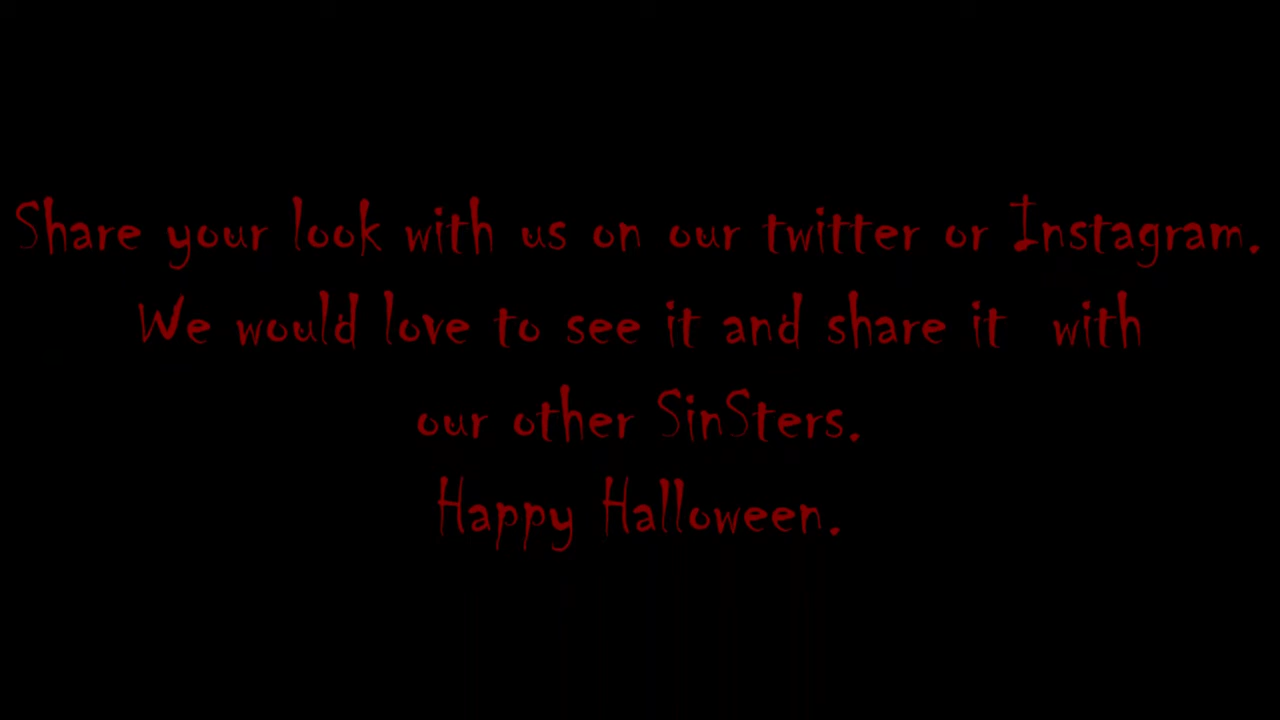 Share your look with us on our twitter or Instagram.
We would love to see it and share it  with
our other SinSters.
Happy Halloween.